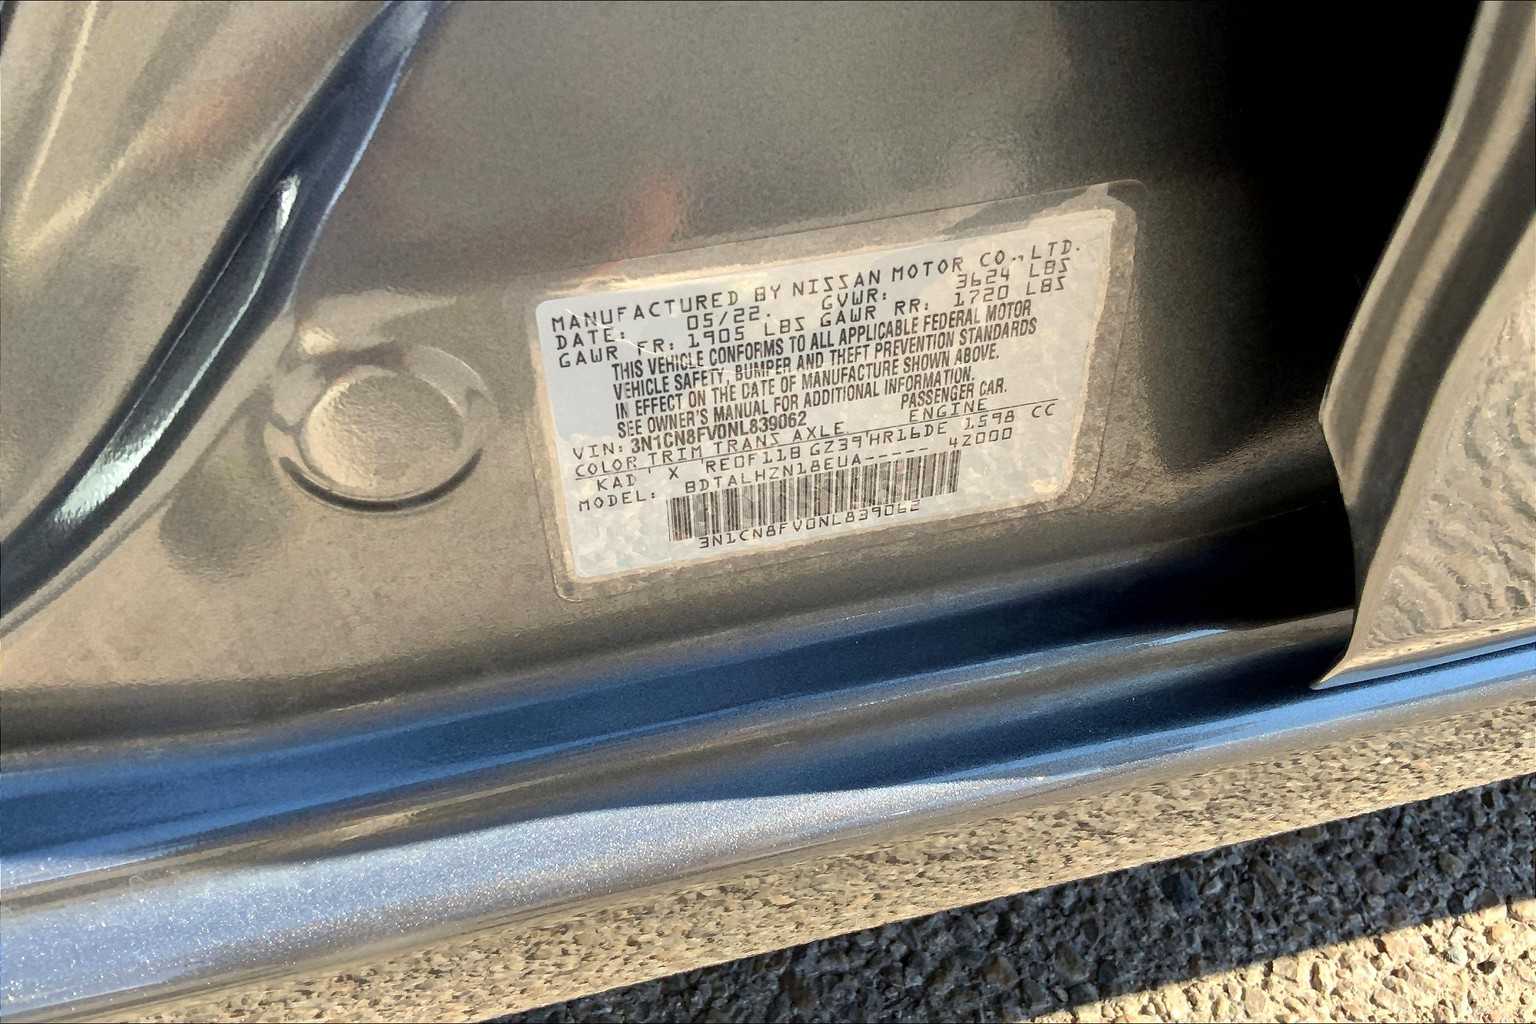 MANUFACTURED BY NISSAN MOTOR CO., LTD.
DATE: 05/22. GVWR: 3624 LBS
GAWR FR: 1905 LBS GAWR RR: 1720 LBS
THIS VEHICLE CONFORMS TO ALL APPLICABLE FEDERAL MOTOR
VEHICLE SAFETY, BUMPER AND THEFT PREVENTION STANDARDS
IN EFFECT ON THE DATE OF MANUFACTURE SHOWN ABOVE.
SEE OWNER'S MANUAL FOR ADDITIONAL INFORMATION.
VIN: 3N1CN8FV0NL839062 PASSENGER CAR.
COLOR TRIM TRANS AXLE ENGINE
KAD X RE0F11B GZ39 HR16DE 1598 CC
MODEL: BDTALHZN18EUA----- 42000
3N1CN8FV0NL839062